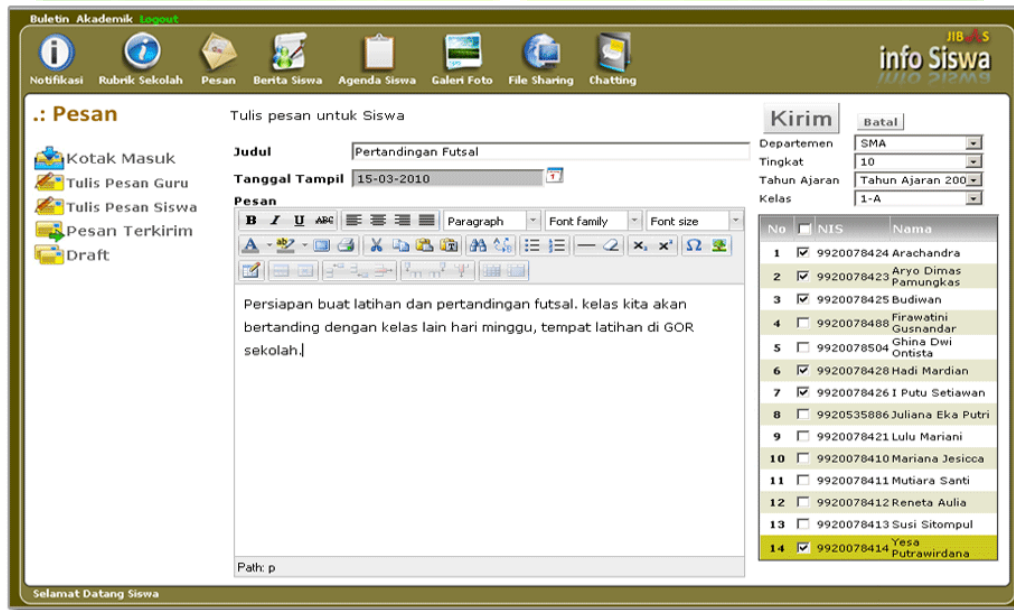 Buletin Akademik Logout
JIBAS
info Siswa
Notifikasi Rubrik Sekolah Pesan Berita Siswa Agenda Siswa Galeri Foto File Sharing Chatting
.: Pesan
Kotak Masuk
Tulis Pesan Guru
Tulis Pesan Siswa
Pesan Terkirim
Draft
Tulis pesan untuk Siswa
Judul Pertandingan Futsal
Tanggal Tampil 15-03-2010
Pesan
B I U ABC Paragraph Font family Font size
Persiapan buat latihan dan pertandingan futsal. kelas kita akan
bertanding dengan kelas lain hari minggu, tempat latihan di GOR
sekolah.
Path: p
Kirim Batal
Departemen SMA
Tingkat 10
Tahun Ajaran Tahun Ajaran 200
Kelas 1-A
No NIS Nama
1 9920078424 Arachandra
2 9920078423 Aryo Dimas
Pamungkas
3 9920078425 Budiwan
4 9920078488 Firawatini
Gusnandar
5 9920078504 Ghina Dwi
Ontista
6 9920078428 Hadi Mardian
7 9920078426 I Putu Setiawan
8 9920535886 Juliana Eka Putri
9 9920078421 Lulu Mariani
10 9920078410 Mariana Jesicca
11 9920078411 Mutiara Santi
12 9920078412 Reneta Aulia
13 9920078413 Susi Sitompul
14 9920078414 Yesa
Putrawirdana
Selamat Datang Siswa